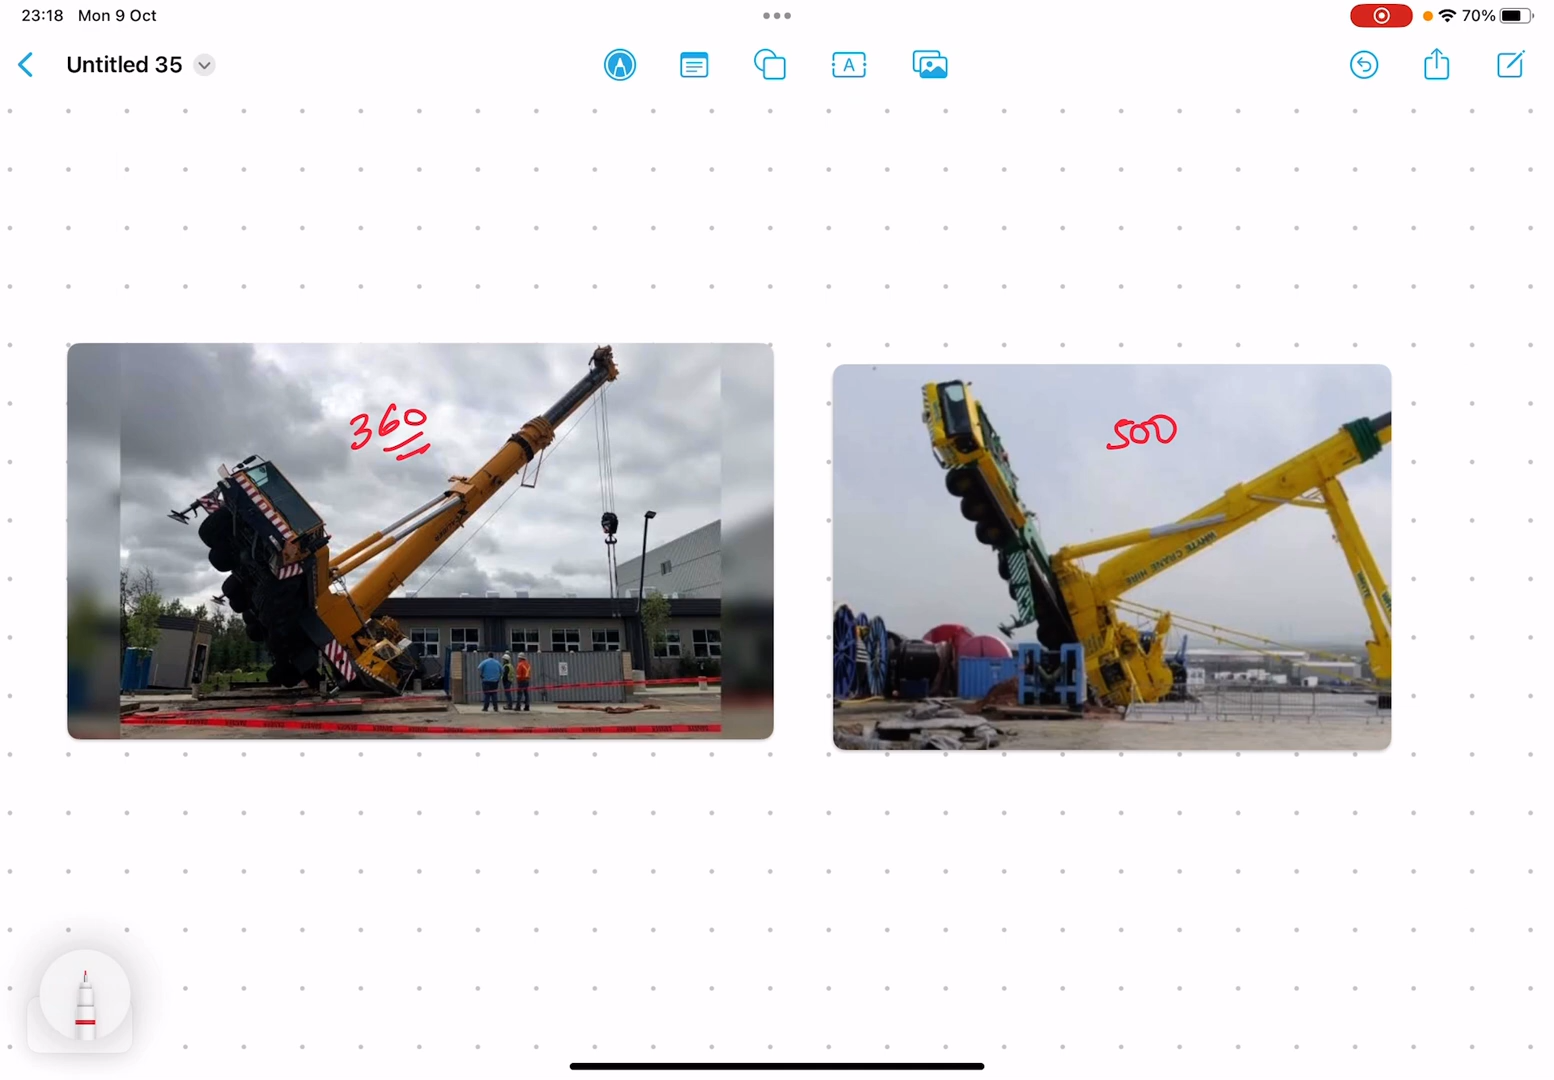 23:18 Mon 9 Oct
70%
Untitled 35
A
360
500
WHYTE CRANE HIRE